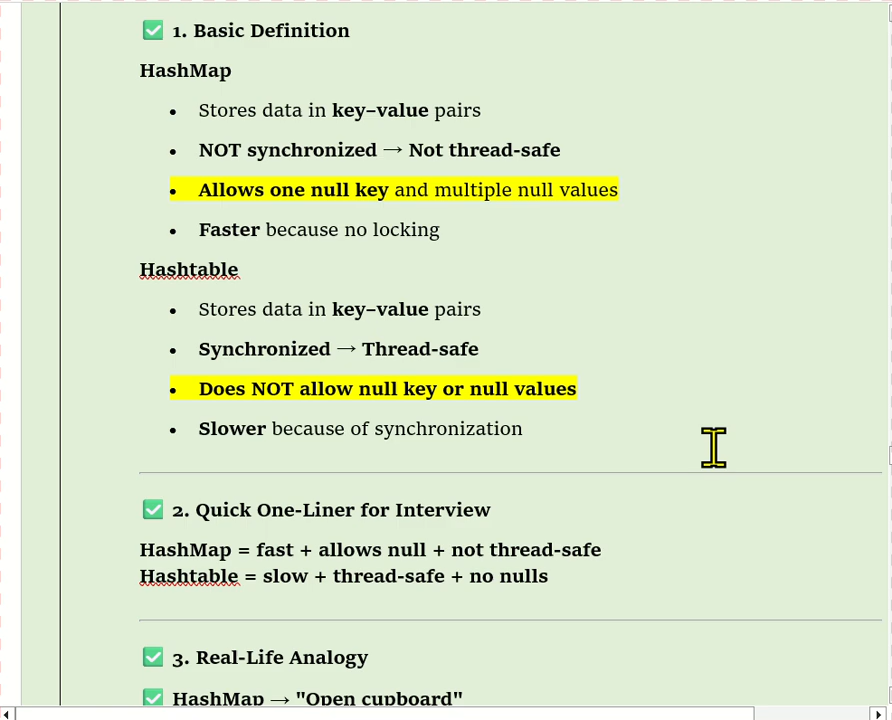 ✅ 1. Basic Definition
HashMap
• Stores data in key–value pairs
• NOT synchronized → Not thread-safe
• Allows one null key and multiple null values
• Faster because no locking
Hashtable
• Stores data in key–value pairs
• Synchronized → Thread-safe
• Does NOT allow null key or null values
• Slower because of synchronization
✅ 2. Quick One-Liner for Interview
HashMap = fast + allows null + not thread-safe
Hashtable = slow + thread-safe + no nulls
✅ 3. Real-Life Analogy
✅ HashMap → "Open cupboard"